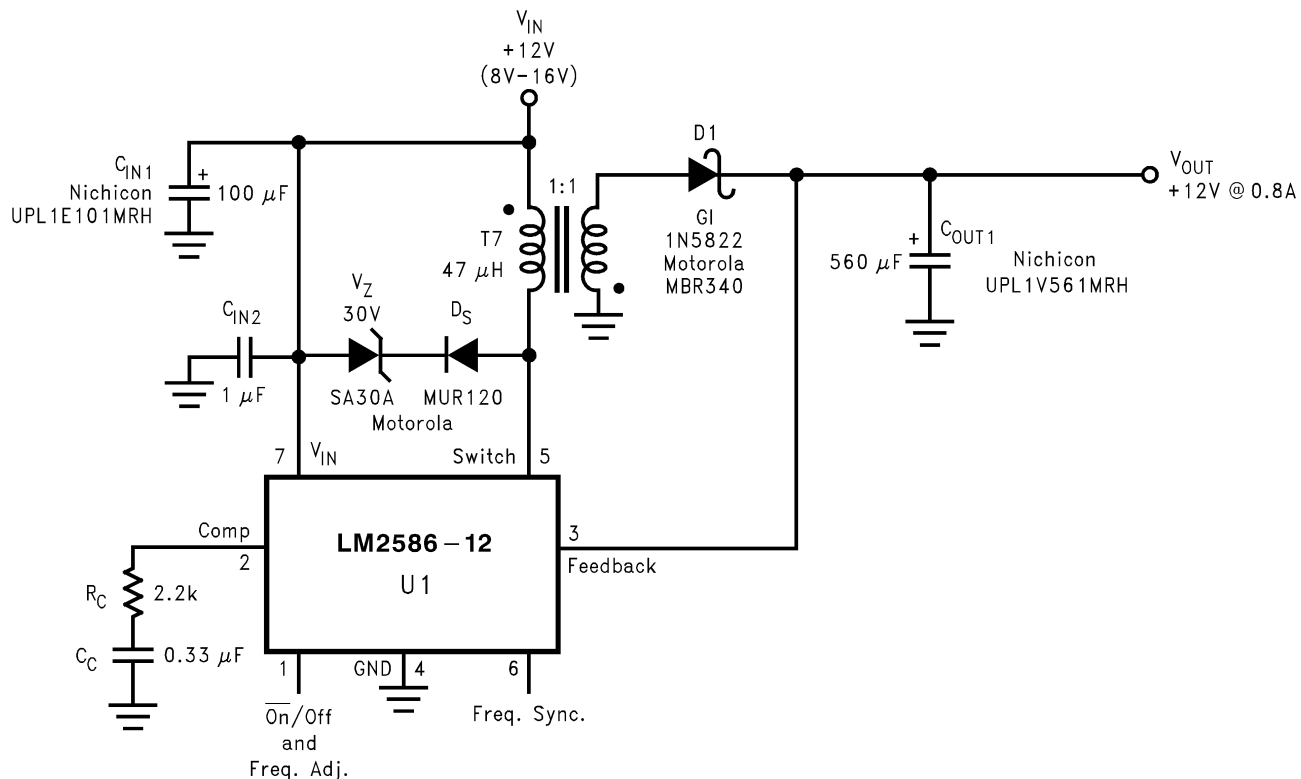 V_IN
+12V
(8V-16V)
C_IN1
Nichicon
UPL1E101MRH
+
100 μF
T7
47 μH
1:1
D1
GI
1N5822
Motorola
MBR340
V_OUT
+12V @ 0.8A
+
560 μF
C_OUT1
Nichicon
UPL1V561MRH
C_IN2
1 μF
V_Z
30V
D_S
SA30A
MUR120
Motorola
7
V_IN
Switch
5
Comp
2
LM2586-12
U1
3
Feedback
R_C
2.2k
C_C
0.33 μF
1
GND
4
6
O̅n̅/Off
and
Freq. Adj.
Freq. Sync.